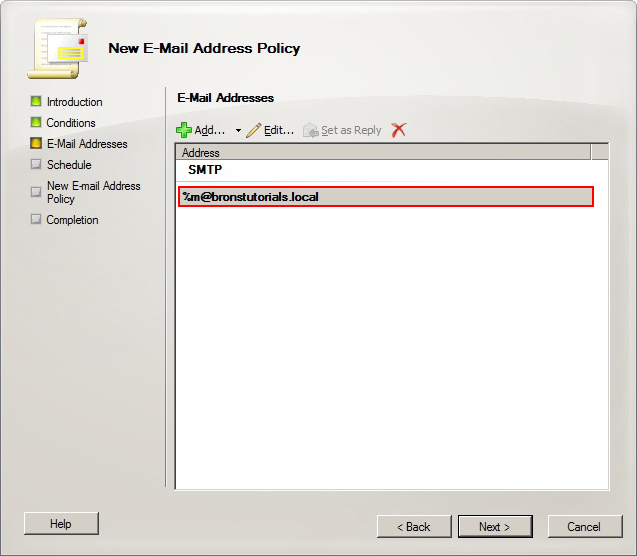 New E-Mail Address Policy
Introduction
Conditions
E-Mail Addresses
Schedule
New E-mail Address
Policy
Completion
E-Mail Addresses
Add... Edit... Set as Reply
Address
SMTP
%m@bronstutorials.local
Help
< Back Next > Cancel